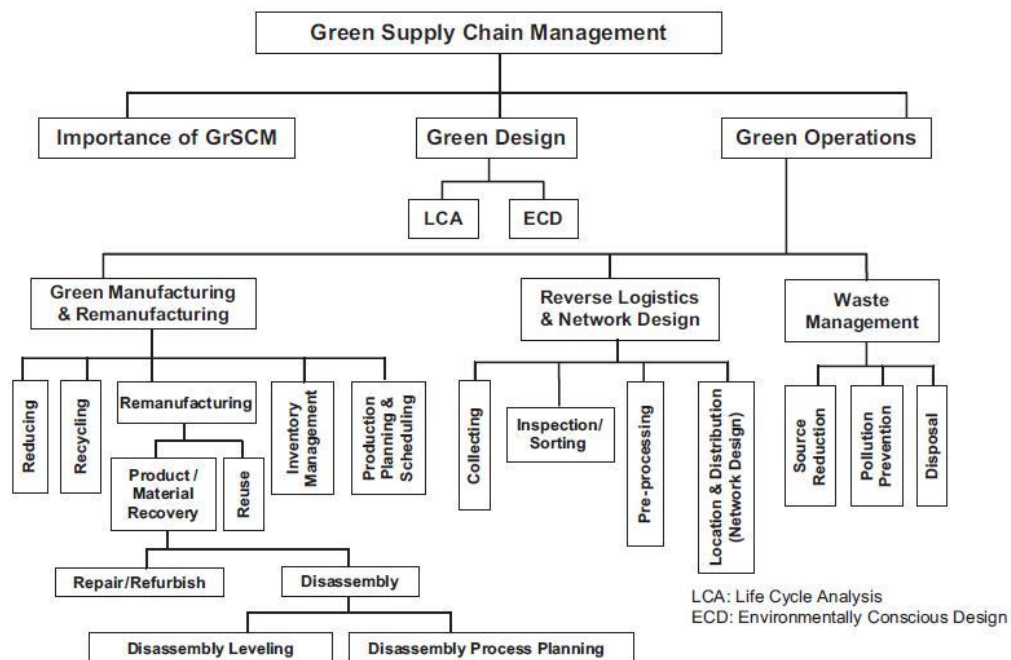 Green Supply Chain Management
Importance of GrSCM
Green Design
Green Operations
LCA
ECD
Green Manufacturing
& Remanufacturing
Reverse Logistics
& Network Design
Waste
Management
Reducing
Recycling
Remanufacturing
Inventory
Management
Production
Planning &
Scheduling
Collecting
Inspection/
Sorting
Pre-processing
Location & Distribution
(Network Design)
Source
Reduction
Pollution
Prevention
Disposal
Product /
Material
Recovery
Reuse
Repair/Refurbish
Disassembly
LCA: Life Cycle Analysis
ECD: Environmentally Conscious Design
Disassembly Leveling
Disassembly Process Planning